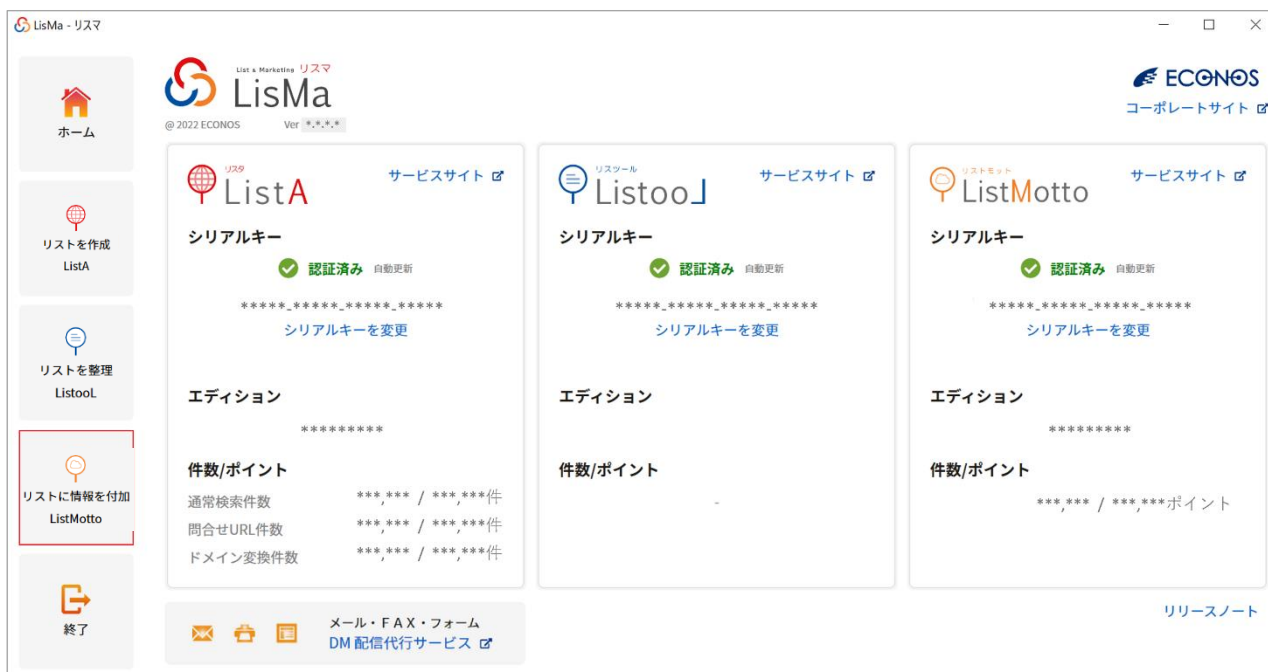 LisMa - リスマ
ホーム
リストを作成
ListA
リストを整理
ListooL
リストに情報を付加
ListMotto
終了
List & Marketing リスマ
LisMa
@ 2022 ECONOS Ver *.*.*.*
ECONOS
コーポレートサイト
リスタ
ListA
サービスサイト
シリアルキー
認証済み 自動更新
*****-*****-*****-*****
シリアルキーを変更
エディション
*********
件数/ポイント
通常検索件数 ***,*** / ***,***件
問合せURL件数 ***,*** / ***,***件
ドメイン変換件数 ***,*** / ***,***件
リスツール
ListooL
サービスサイト
シリアルキー
認証済み 自動更新
*****-*****-*****-*****
シリアルキーを変更
エディション
件数/ポイント
-
リストモット
ListMotto
サービスサイト
シリアルキー
認証済み 自動更新
*****-*****-*****-*****
シリアルキーを変更
エディション
*********
件数/ポイント
***,*** / ***,***ポイント
メール・ＦＡＸ・フォーム
DM 配信代行サービス
リリースノート